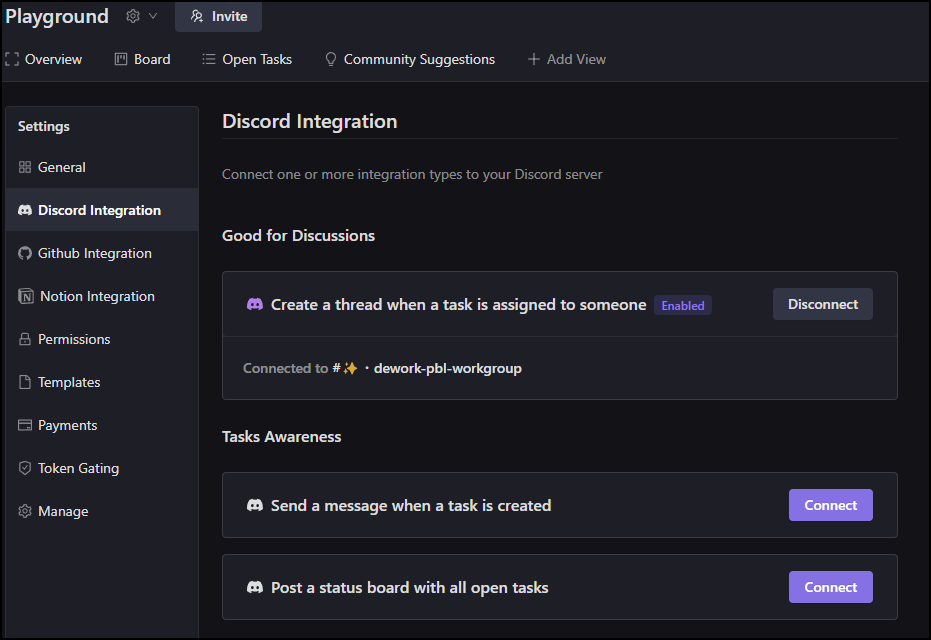 Playground Invite
Overview Board Open Tasks Community Suggestions Add View
Settings
General
Discord Integration
Github Integration
Notion Integration
Permissions
Templates
Payments
Token Gating
Manage
Discord Integration
Connect one or more integration types to your Discord server
Good for Discussions
Create a thread when a task is assigned to someone Enabled Disconnect
Connected to #✨・dework-pbl-workgroup
Tasks Awareness
Send a message when a task is created Connect
Post a status board with all open tasks Connect